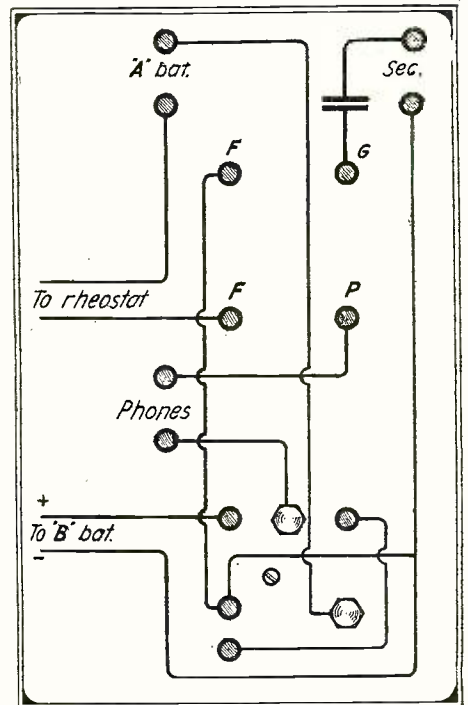 "A" bat.
Sec.
F
G
To rheostat
F
P
Phones
+
To "B" bat.
-